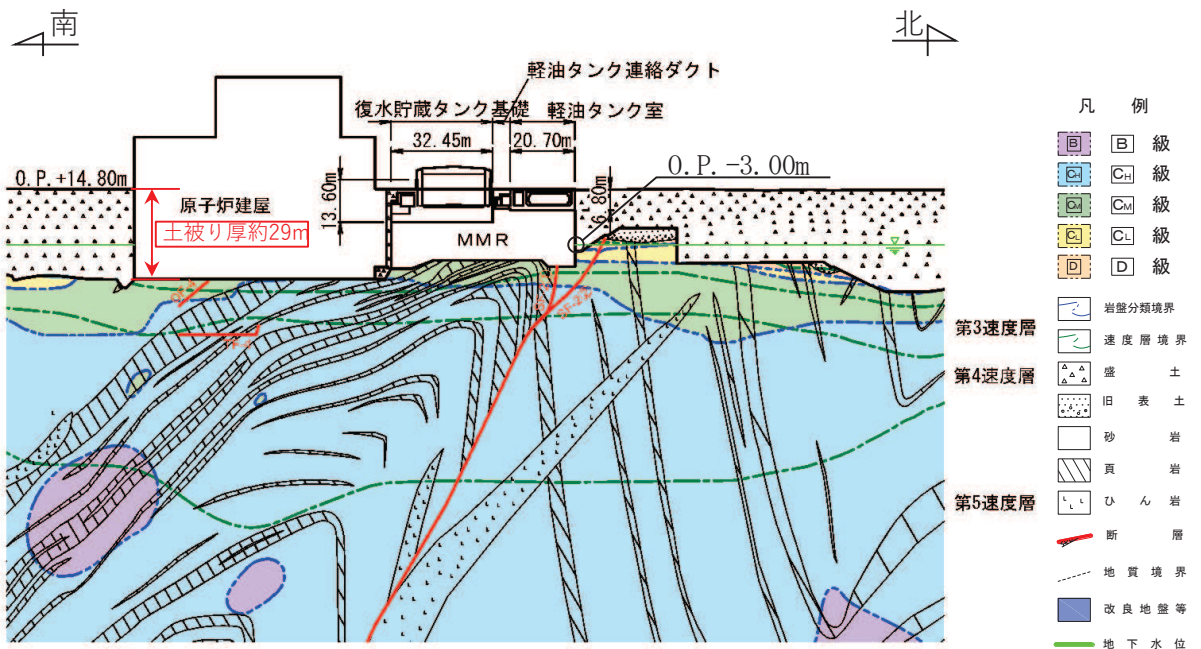 南
北
軽油タンク連絡ダクト
復水貯蔵タンク基礎
軽油タンク室
32.45m
20.70m
O.P.-3.00m
O.P.+14.80m
原子炉建屋
土被り厚約29m
13.60m
6.80m
MMR
第3速度層
第4速度層
第5速度層
凡 例
B B 級
CH CH 級
CM CM 級
CL CL 級
D D 級
岩盤分類境界
速度層境界
盛 土
旧表土
砂 岩
頁 岩
ひん岩
断 層
地質境界
改良地盤等
地下水位